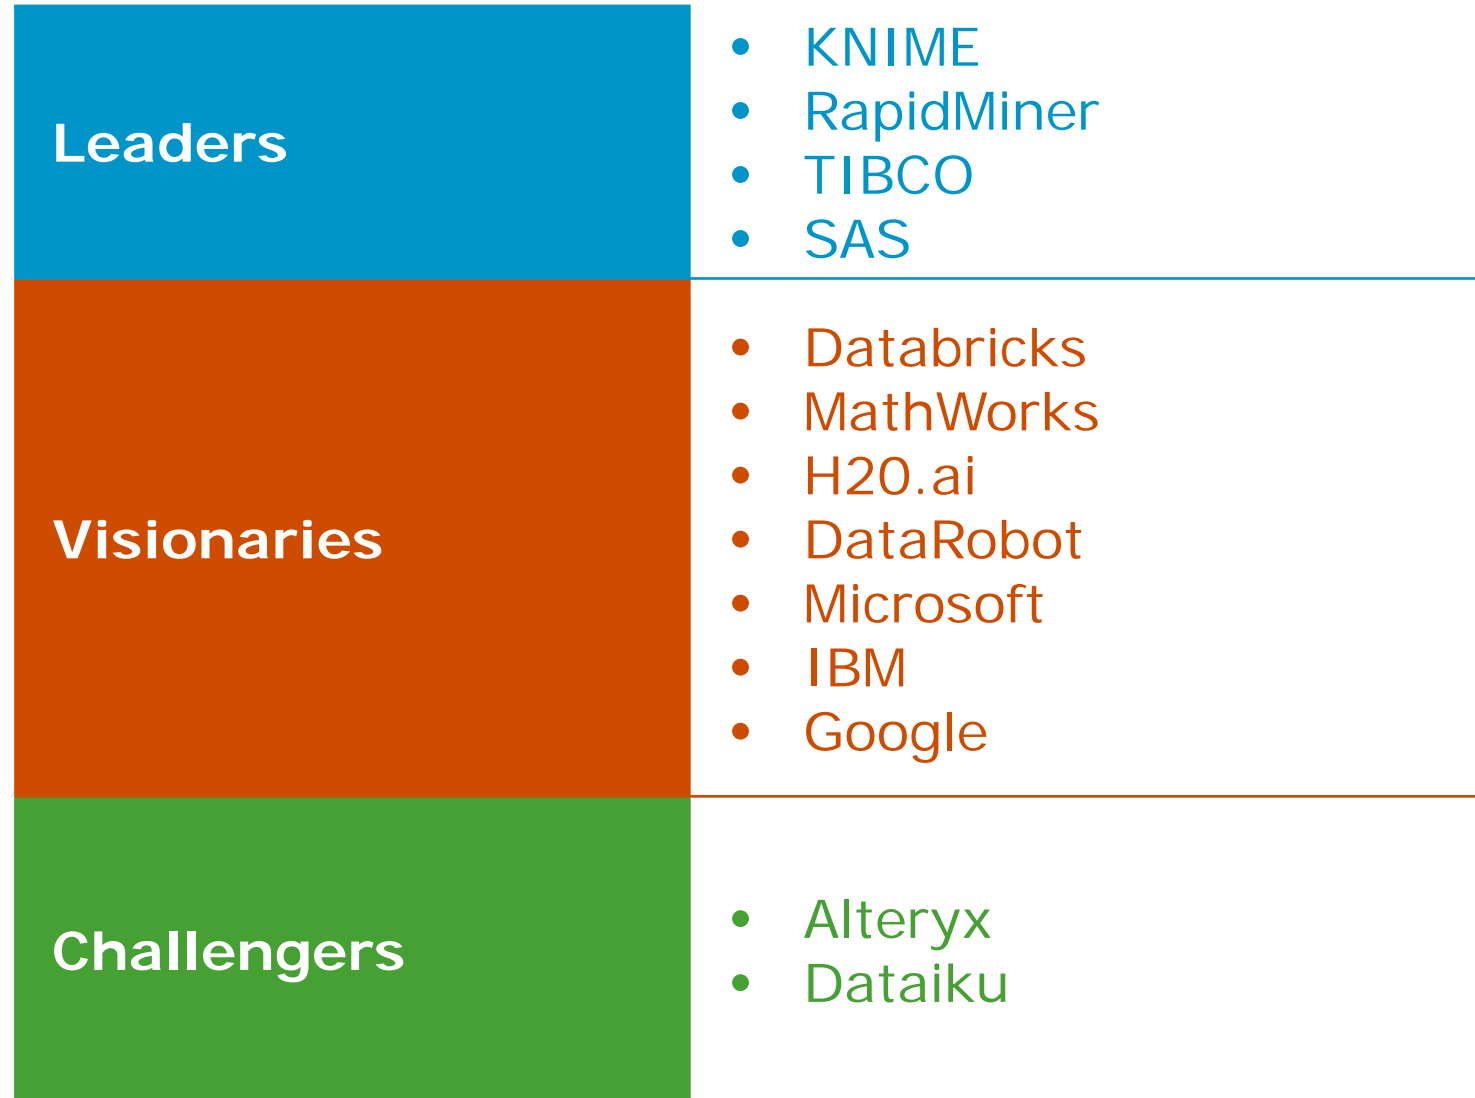 Leaders
• KNIME
• RapidMiner
• TIBCO
• SAS
Visionaries
• Databricks
• MathWorks
• H20.ai
• DataRobot
• Microsoft
• IBM
• Google
Challengers
• Alteryx
• Dataiku